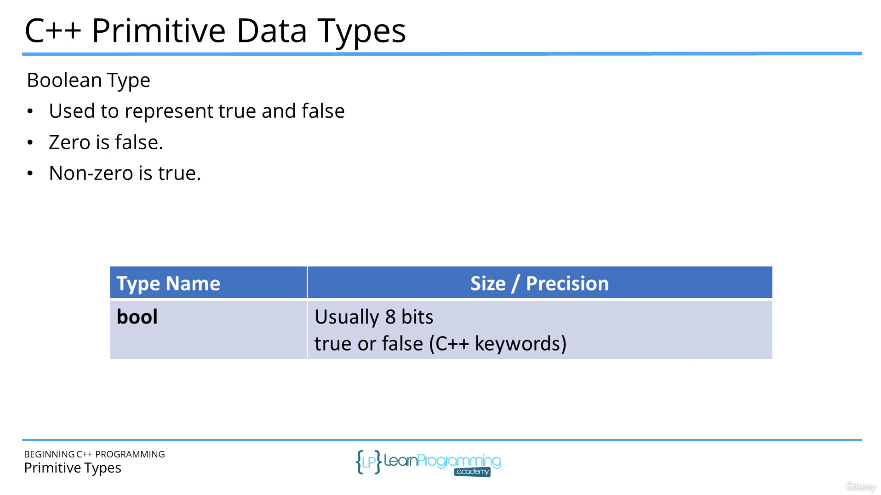 C++ Primitive Data Types
Boolean Type
• Used to represent true and false
• Zero is false.
• Non-zero is true.
Type Name Size / Precision
bool Usually 8 bits
true or false (C++ keywords)
BEGINNING C++ PROGRAMMING
Primitive Types
{LP} LearnProgramming
academy
Udemy